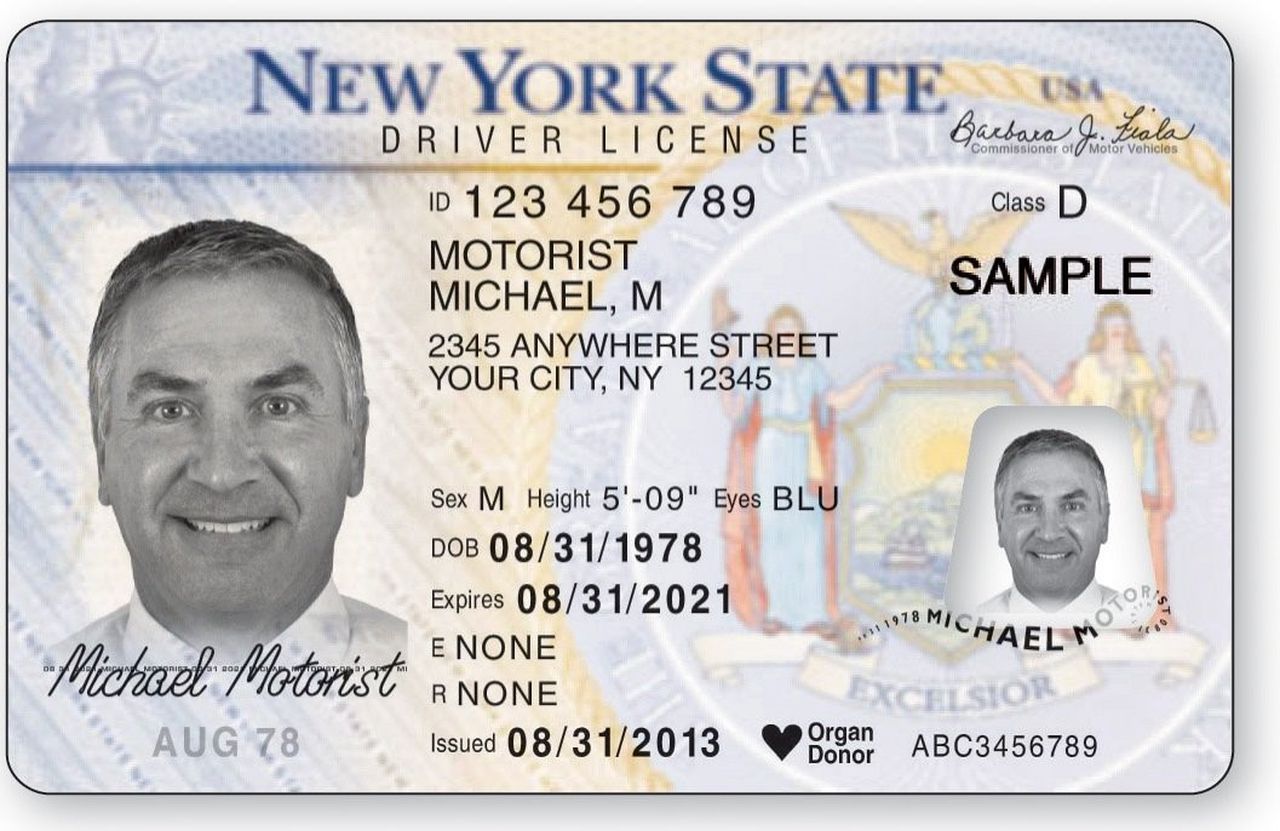 NEW YORK STATE
USA
DRIVER LICENSE
Barbara J. Fiala
Commissioner of Motor Vehicles
ID 123 456 789
Class D
MOTORIST
MICHAEL, M
SAMPLE
2345 ANYWHERE STREET
YOUR CITY, NY 12345
Sex M Height 5'-09" Eyes BLU
DOB 08/31/1978
Expires 08/31/2021
1978 MICHAEL MOTORIST
E NONE
Michael Motorist
R NONE
EXCELSIOR
AUG 78
Issued 08/31/2013
Organ
Donor
ABC3456789